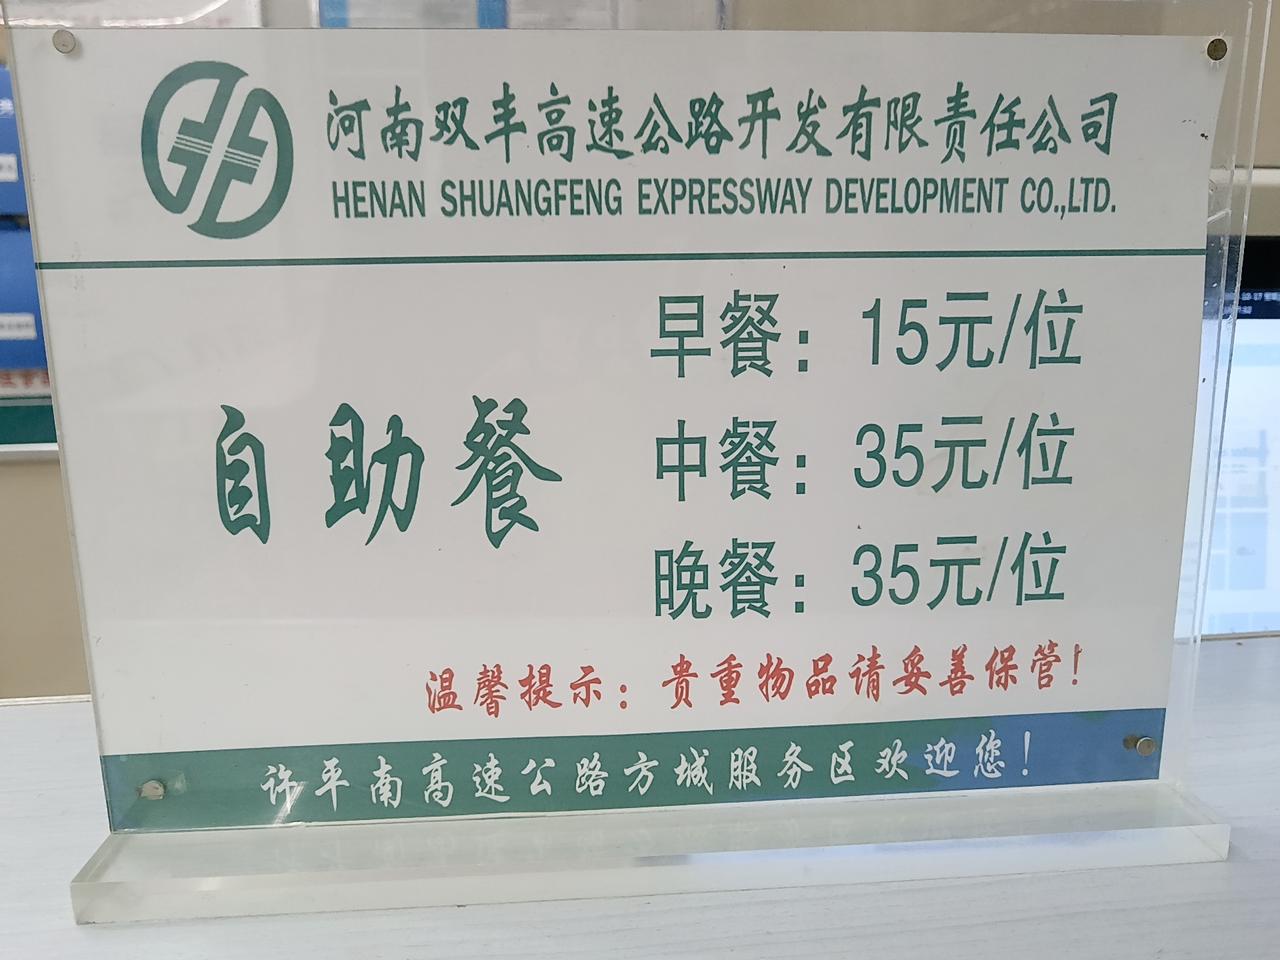 河南双丰高速公路开发有限责任公司
HENAN SHUANGFENG EXPRESSWAY DEVELOPMENT CO.,LTD.
自助餐
早餐：15元/位
中餐：35元/位
晚餐：35元/位
温馨提示：贵重物品请妥善保管！
许平南高速公路方城服务区欢迎您！